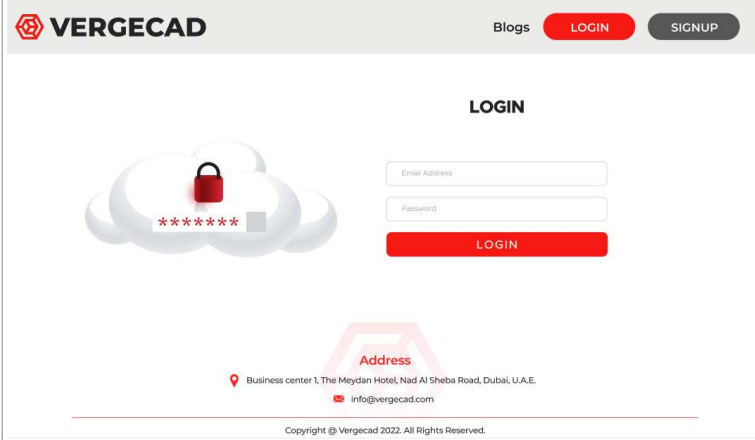 VERGECAD
Blogs
LOGIN
SIGNUP
LOGIN
Email Address
*******
Password
LOGIN
Address
Business center 1, The Meydan Hotel, Nad Al Sheba Road, Dubai, U.A.E.
info@vergecad.com
Copyright @ Vergecad 2022. All Rights Reserved.